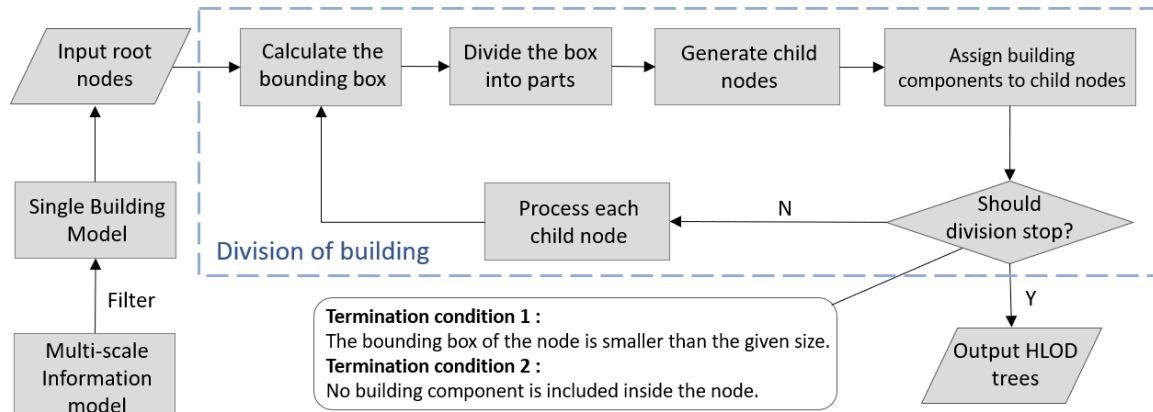 Input root
nodes
Calculate the
bounding box
Divide the box
into parts
Generate child
nodes
Assign building
components to child nodes
Single Building
Model
Process each
child node
N
Should
division stop?
Division of building
Filter
Y
Termination condition 1 :
The bounding box of the node is smaller than the given size.
Termination condition 2 :
No building component is included inside the node.
Multi-scale
Information
model
Output HLOD
trees